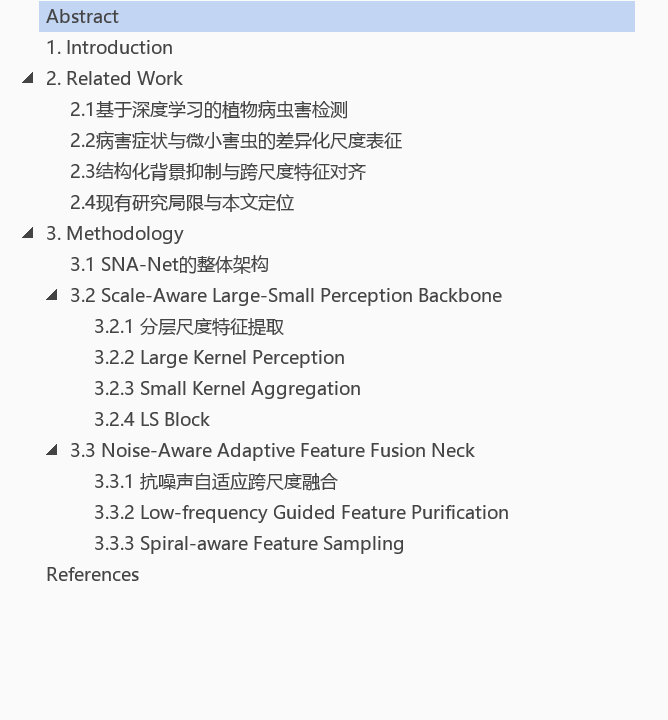 Abstract
1. Introduction
2. Related Work
2.1基于深度学习的植物病虫害检测
2.2病害症状与微小害虫的差异化尺度表征
2.3结构化背景抑制与跨尺度特征对齐
2.4现有研究局限与本文定位
3. Methodology
3.1 SNA-Net的整体架构
3.2 Scale-Aware Large-Small Perception Backbone
3.2.1 分层尺度特征提取
3.2.2 Large Kernel Perception
3.2.3 Small Kernel Aggregation
3.2.4 LS Block
3.3 Noise-Aware Adaptive Feature Fusion Neck
3.3.1 抗噪声自适应跨尺度融合
3.3.2 Low-frequency Guided Feature Purification
3.3.3 Spiral-aware Feature Sampling
References